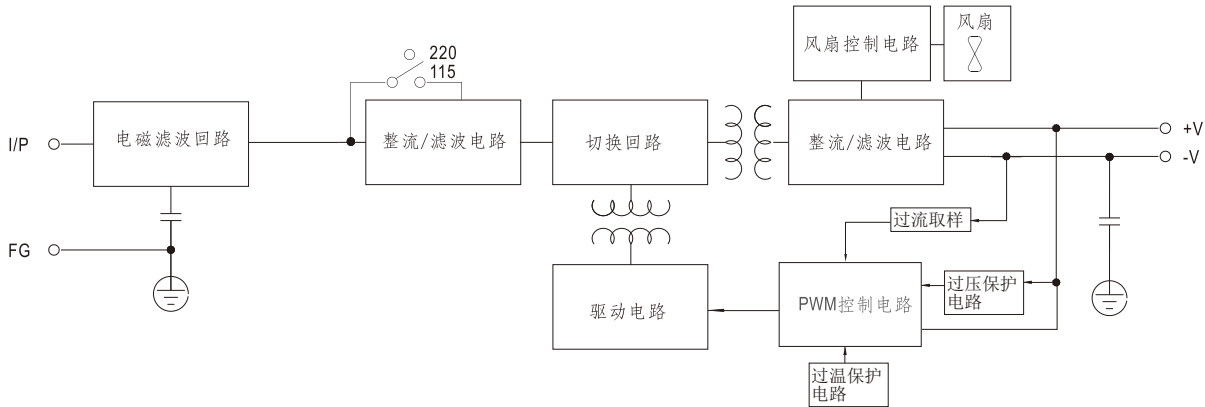 风扇控制电路
风扇
220
115
I/P
电磁滤波回路
整流/滤波电路
切换回路
整流/滤波电路
+V
-V
过流取样
FG
驱动电路
PWM控制电路
过压保护
电路
过温保护
电路